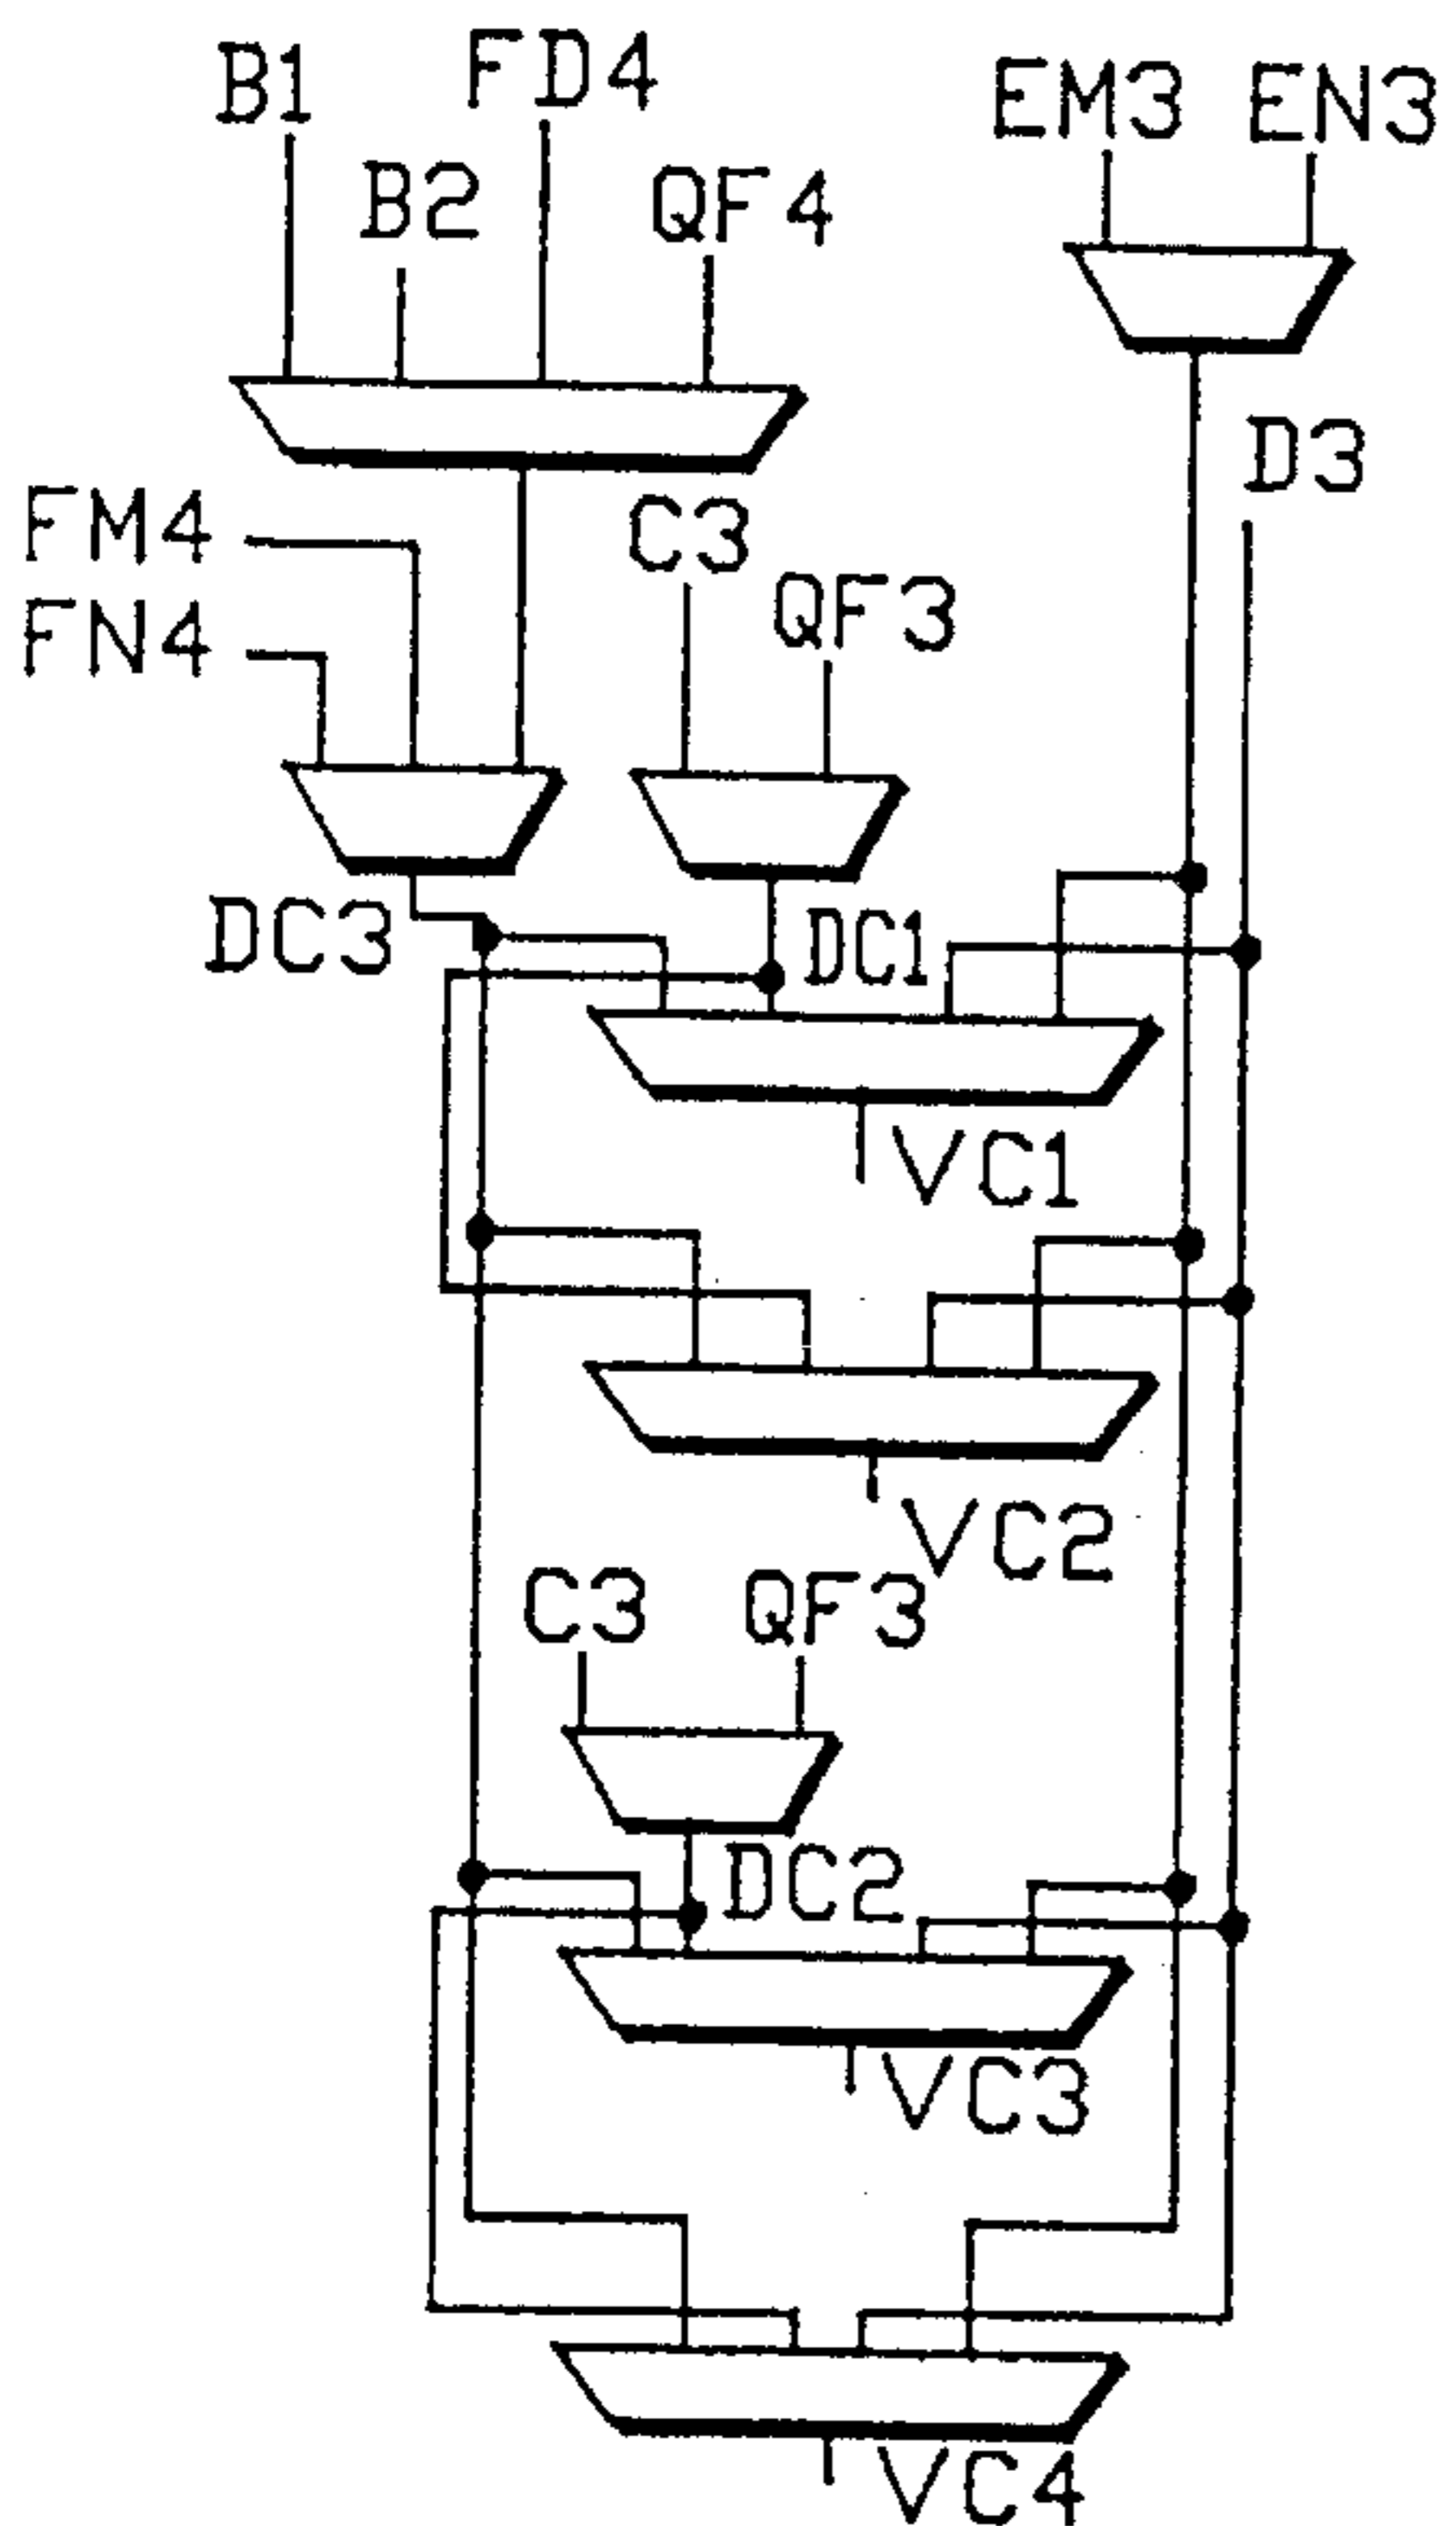 B1
FD4
EM3
EN3
B2
QF4
D3
FM4
C3
QF3
FN4
DC3
DC1
VC1
VC2
C3
QF3
DC2
VC3
VC4